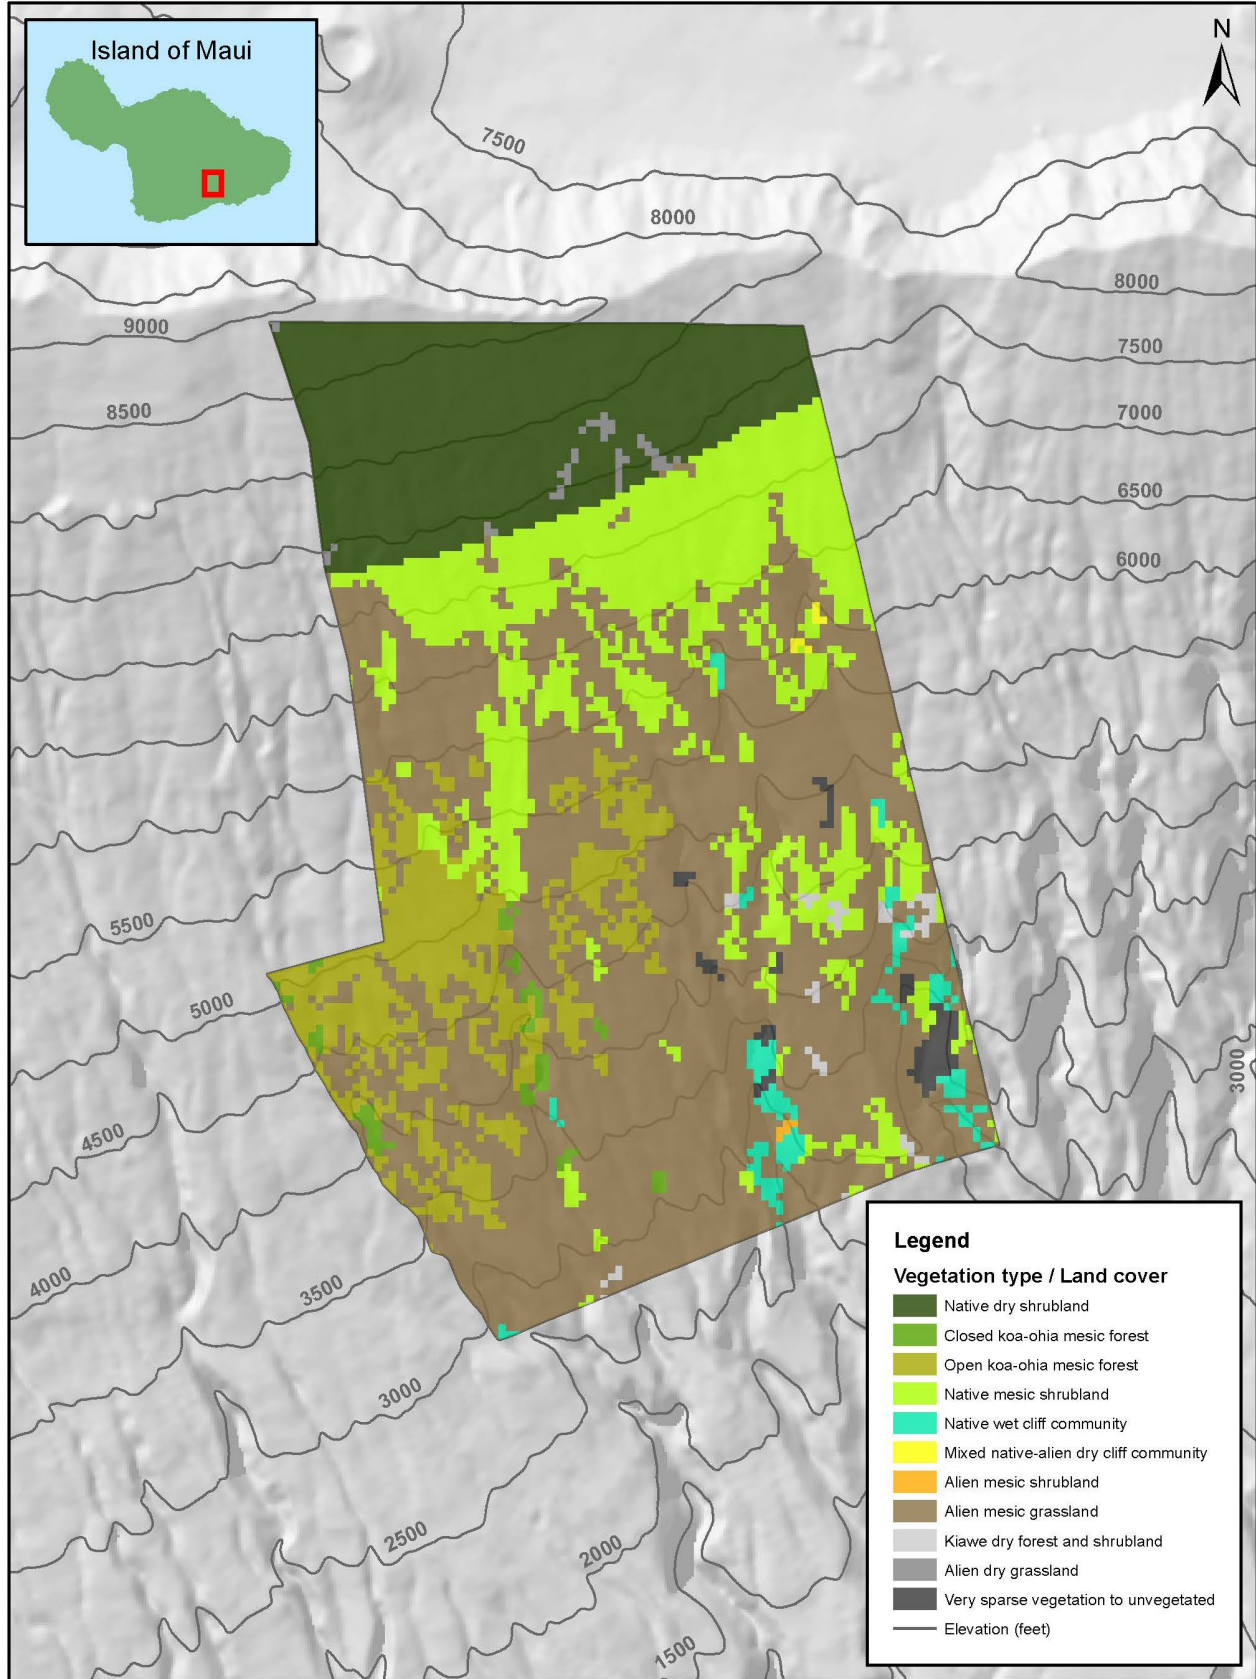 Island of Maui
N
7500
8000
8000
9000
7500
8500
7000
6500
6000
5500
5000
4500
3000
4000
3500
3000
2500
2000
1500
Legend
Vegetation type / Land cover
Native dry shrubland
Closed koa-ohia mesic forest
Open koa-ohia mesic forest
Native mesic shrubland
Native wet cliff community
Mixed native-alien dry cliff community
Alien mesic shrubland
Alien mesic grassland
Kiawe dry forest and shrubland
Alien dry grassland
Very sparse vegetation to unvegetated
Elevation (feet)